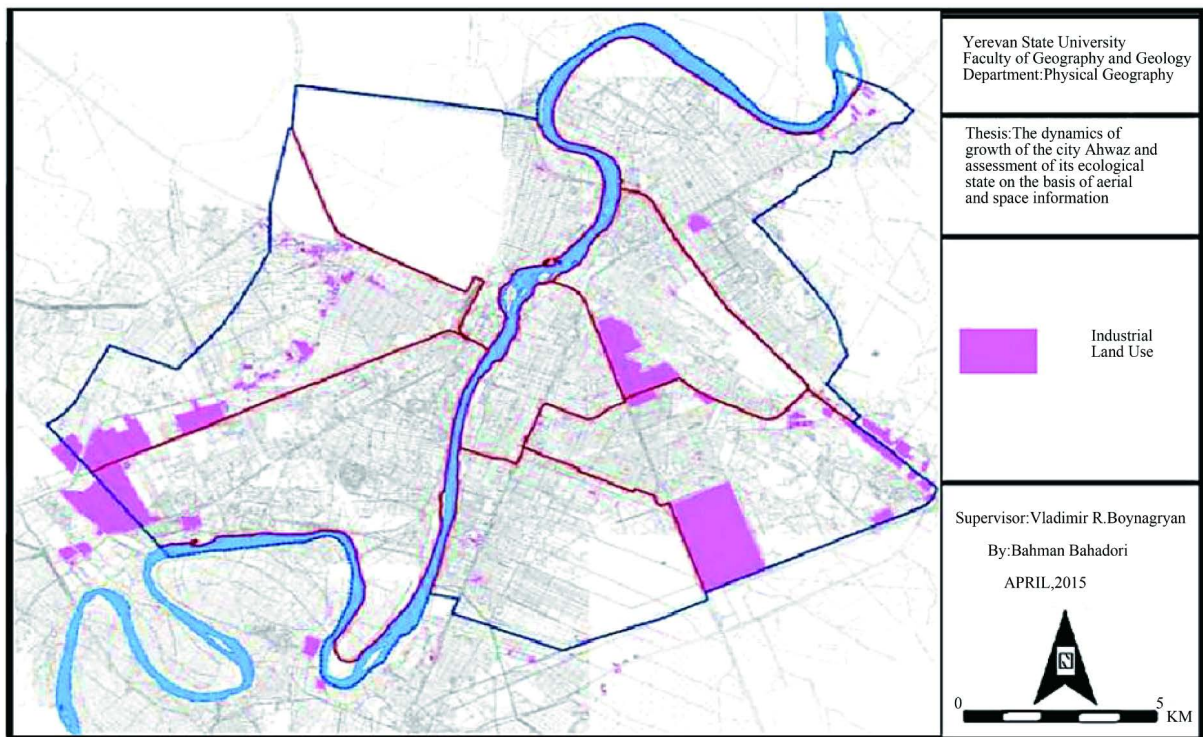 Yerevan State University
Faculty of Geography and Geology
Department:Physical Geography
Thesis:The dynamics of
growth of the city Ahwaz and
assessment of its ecological
state on the basis of aerial
and space information
Industrial
Land Use
Supervisor:Vladimir R.Boynagryan
By:Bahman Bahadori
APRIL,2015
N
0 5
KM